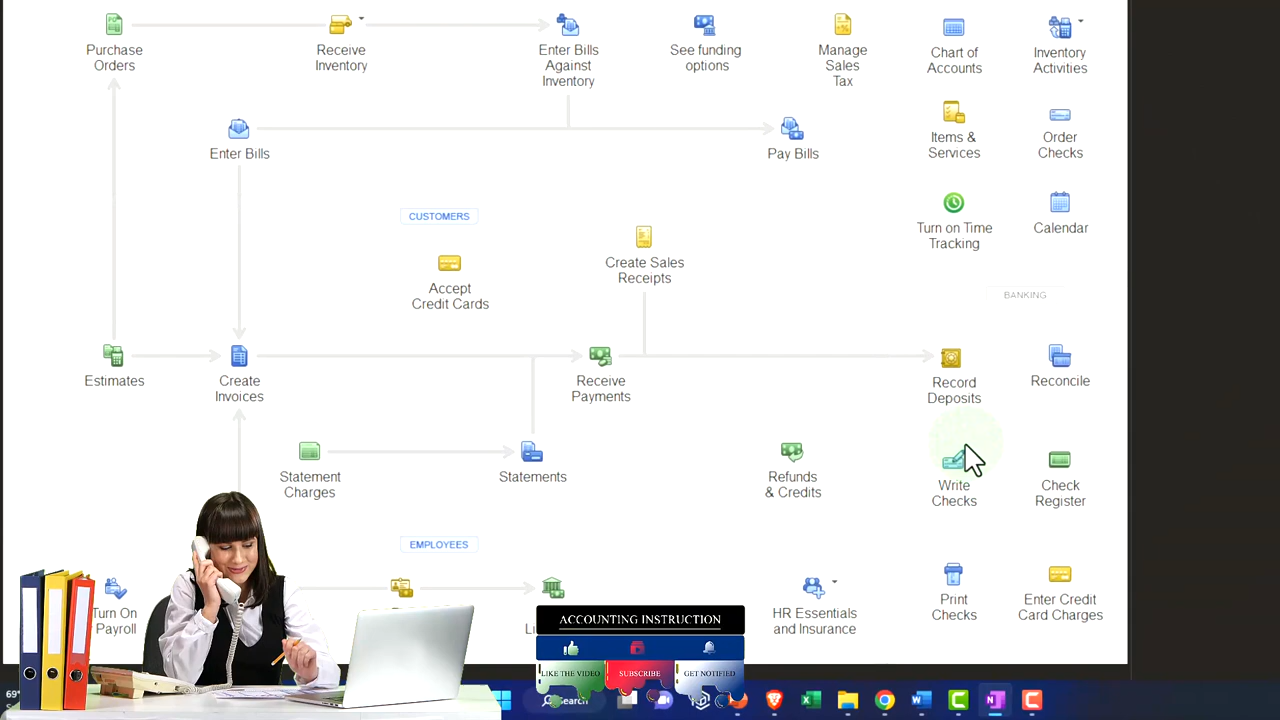 Purchase
Orders
Receive
Inventory
Enter Bills
Against
Inventory
See funding
options
Manage
Sales
Tax
Chart of
Accounts
Inventory
Activities
Enter Bills
Pay Bills
Items &
Services
Order
Checks
CUSTOMERS
Accept
Credit Cards
Create Sales
Receipts
Turn on Time
Tracking
Calendar
BANKING
Estimates
Create
Invoices
Receive
Payments
Record
Deposits
Reconcile
Statement
Charges
Statements
Refunds
& Credits
Write
Checks
Check
Register
EMPLOYEES
Turn On
Payroll
HR Essentials
and Insurance
Print
Checks
Enter Credit
Card Charges
ACCOUNTING INSTRUCTION
LIKE THE VIDEO
SUBSCRIBE
GET NOTIFIED
69°
Search